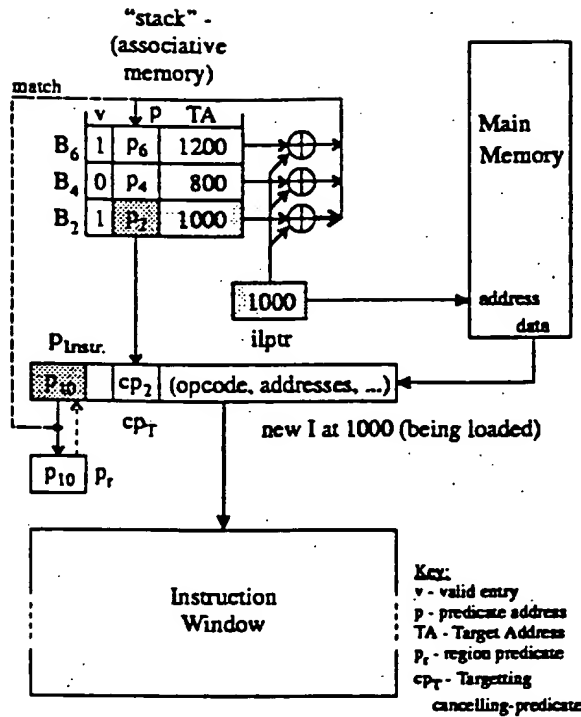 "stack" -
(associative
memory)
match
v p TA
B6 1 p6 1200
B4 0 p4 800
B2 1 p2 1000
Main
Memory
1000
ilptr
address
data
PInstr.
p10 cp2 (opcode, addresses, ...)
cpT
new I at 1000 (being loaded)
p10 pr
Instruction
Window
Key:
v - valid entry
p - predicate address
TA - Target Address
pr - region predicate
cpT - Targetting
cancelling-predicate